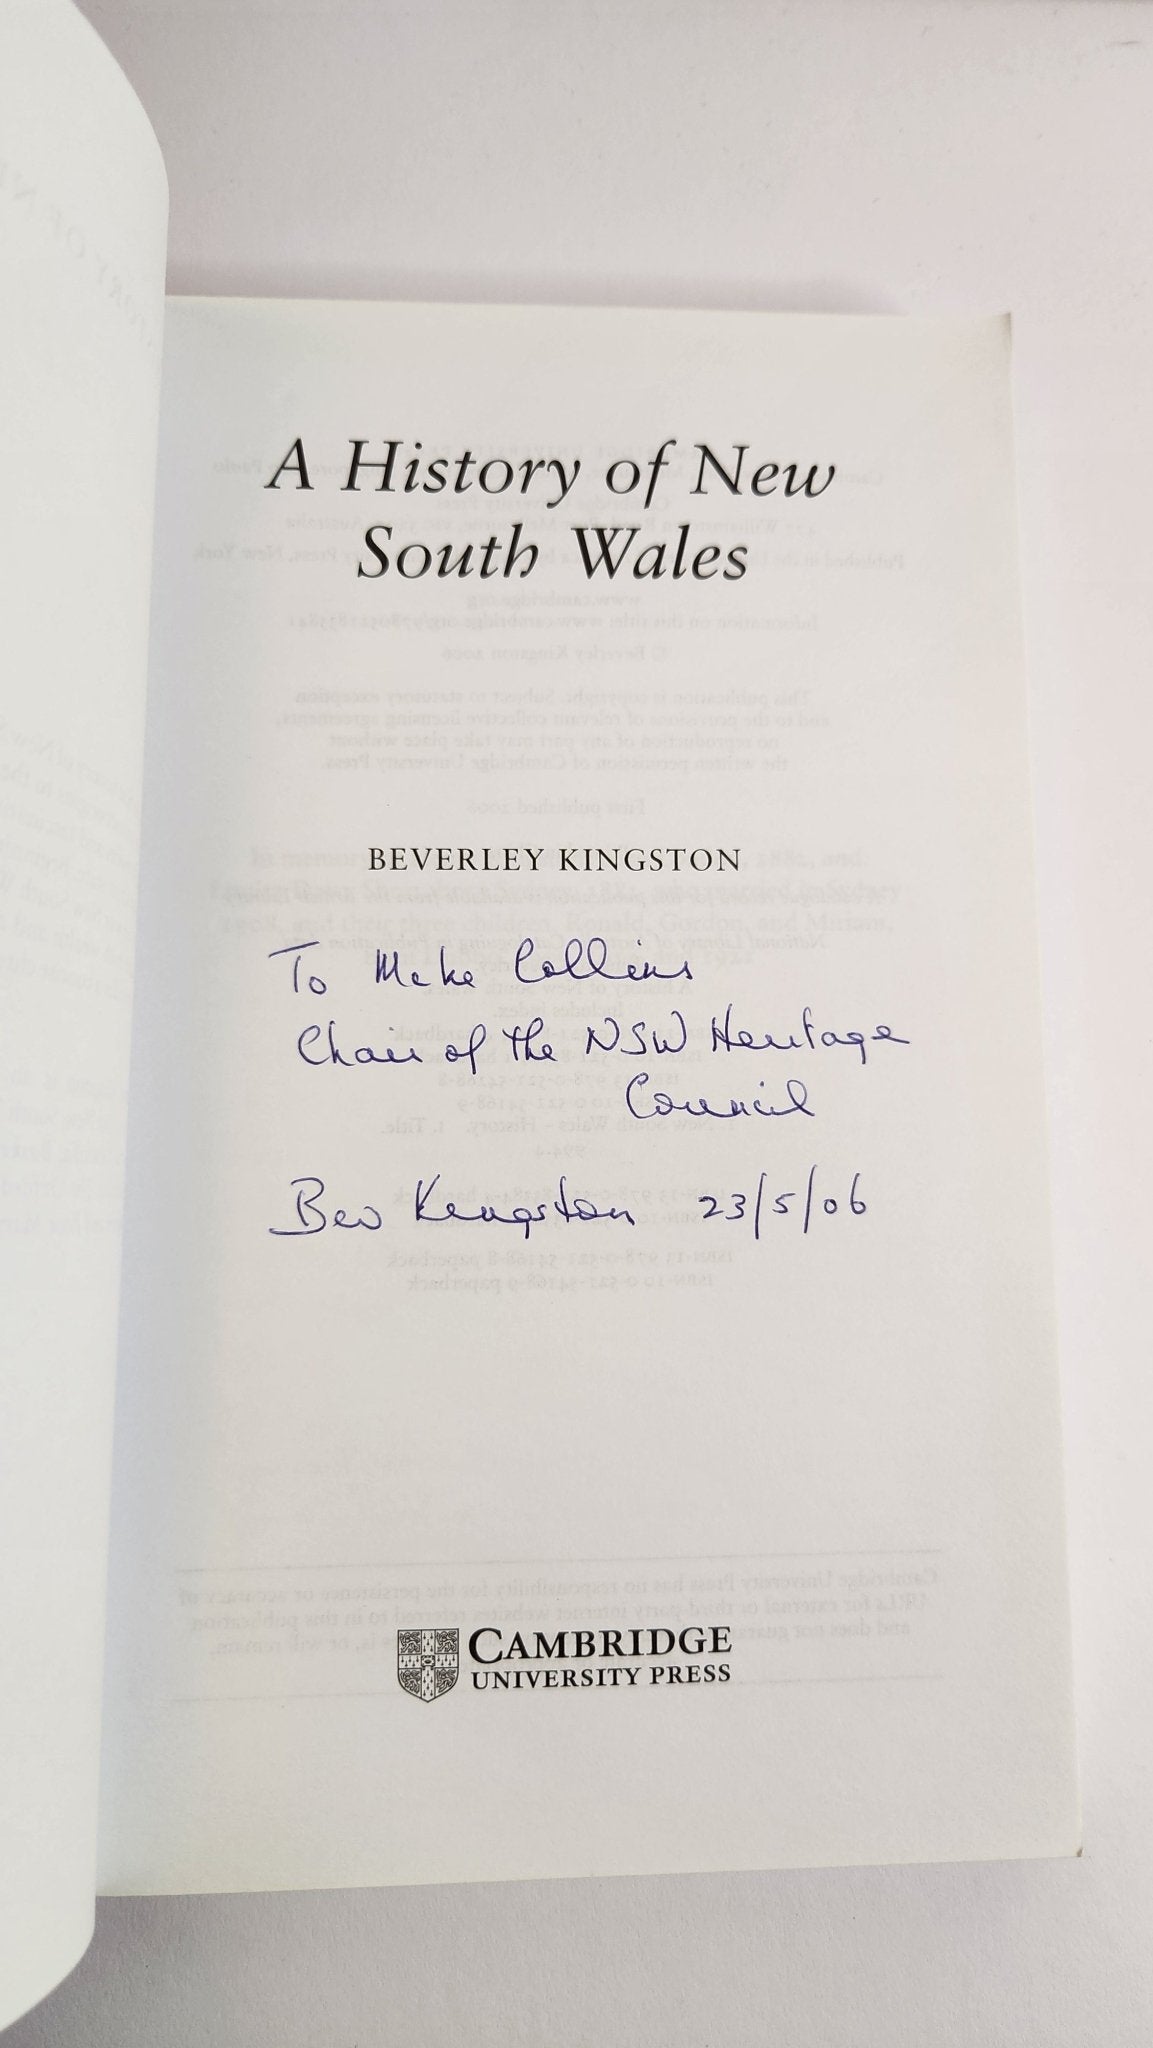 A History of New
South Wales
BEVERLEY KINGSTON
To Mike Collins
Chair of the NSW Heritage
Council
Bev Kingston 23/5/06
CAMBRIDGE
UNIVERSITY PRESS